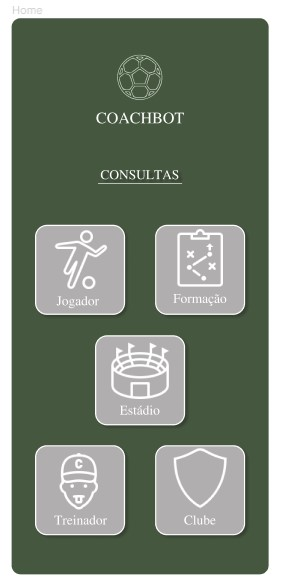 Home
COACHBOT
CONSULTAS
Jogador
Formação
Estádio
C
Treinador
Clube